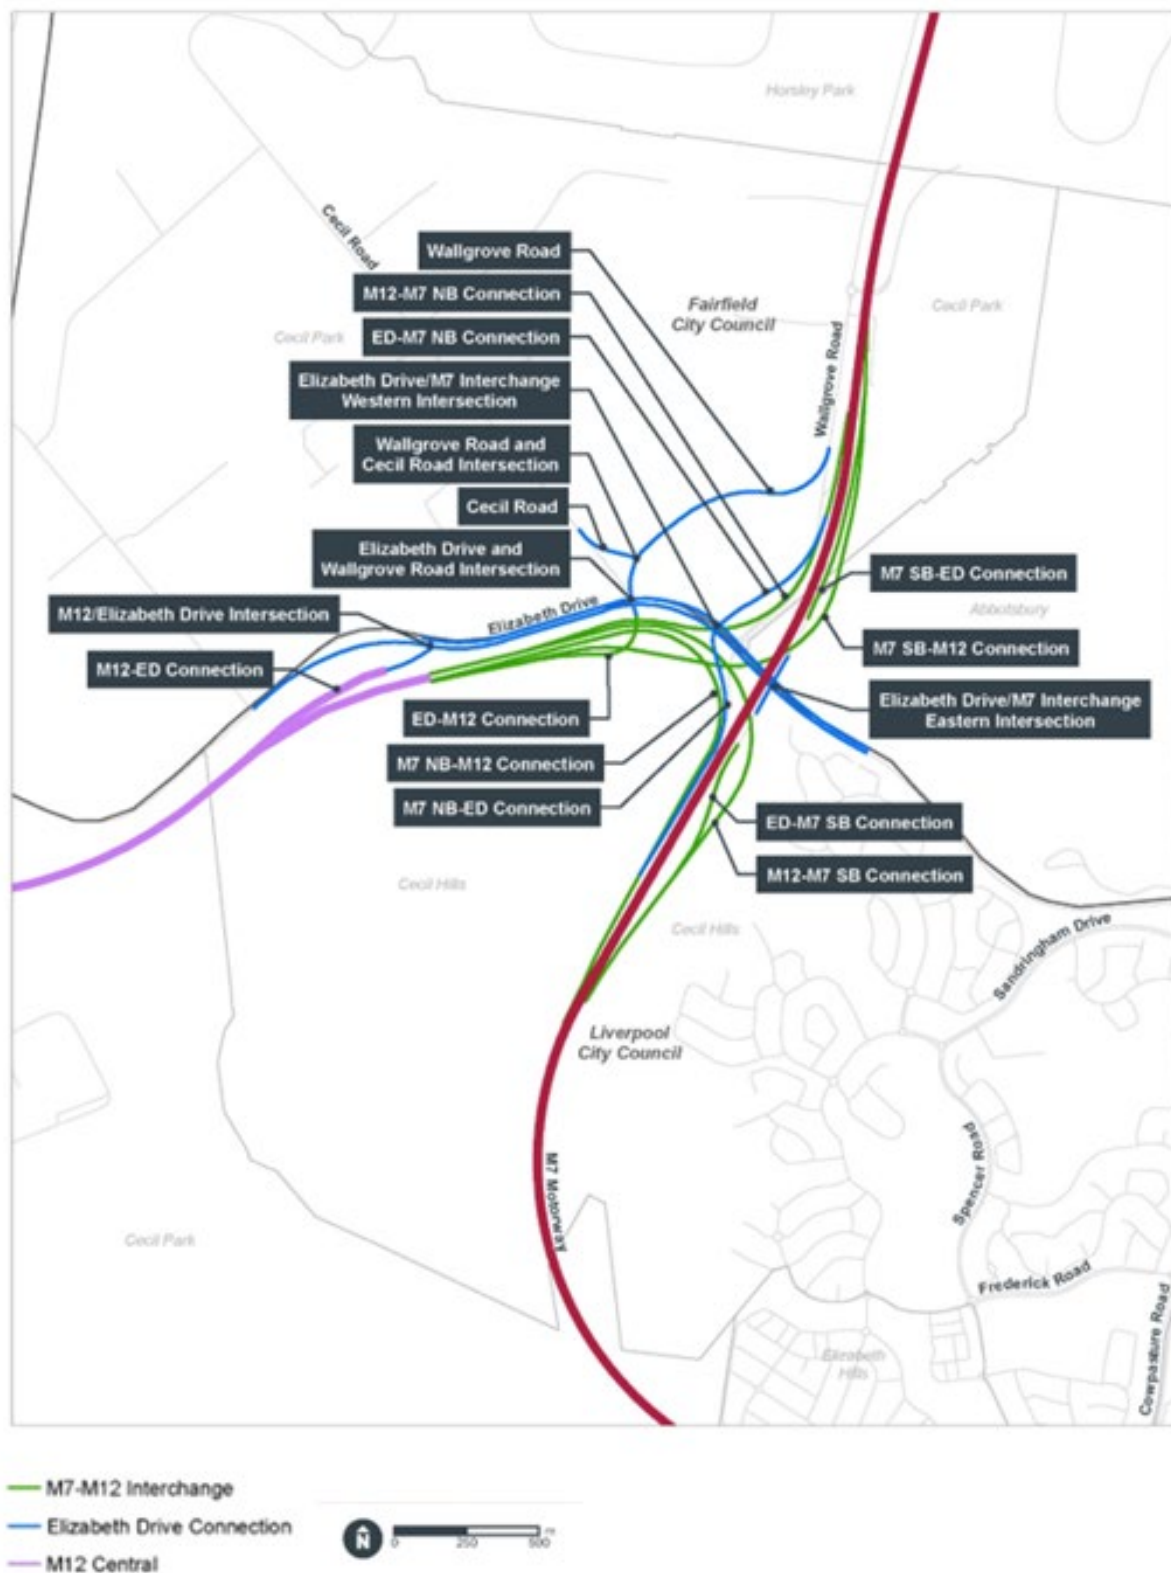 Horsley Park
Cecil Road
Wallgrove Road
M12-M7 NB Connection
Fairfield
City Council
Cecil Park
Cecil Park
ED-M7 NB Connection
Wallgrove Road
Elizabeth Drive/M7 Interchange
Western Intersection
Wallgrove Road and
Cecil Road Intersection
Cecil Road
Elizabeth Drive and
Wallgrove Road Intersection
M7 SB-ED Connection
Abbotsbury
M12/Elizabeth Drive Intersection
Elizabeth Drive
M7 SB-M12 Connection
M12-ED Connection
ED-M12 Connection
Elizabeth Drive/M7 Interchange
Eastern Intersection
M7 NB-M12 Connection
M7 NB-ED Connection
ED-M7 SB Connection
M12-M7 SB Connection
Cecil Hills
Cecil Hills
Sandringham Drive
Liverpool
City Council
M7 Motorway
Spencer Road
Cecil Park
Frederick Road
Cowpasture Road
Elizabeth
Hills
M7-M12 Interchange
Elizabeth Drive Connection
M12 Central
N
0 250 500
m